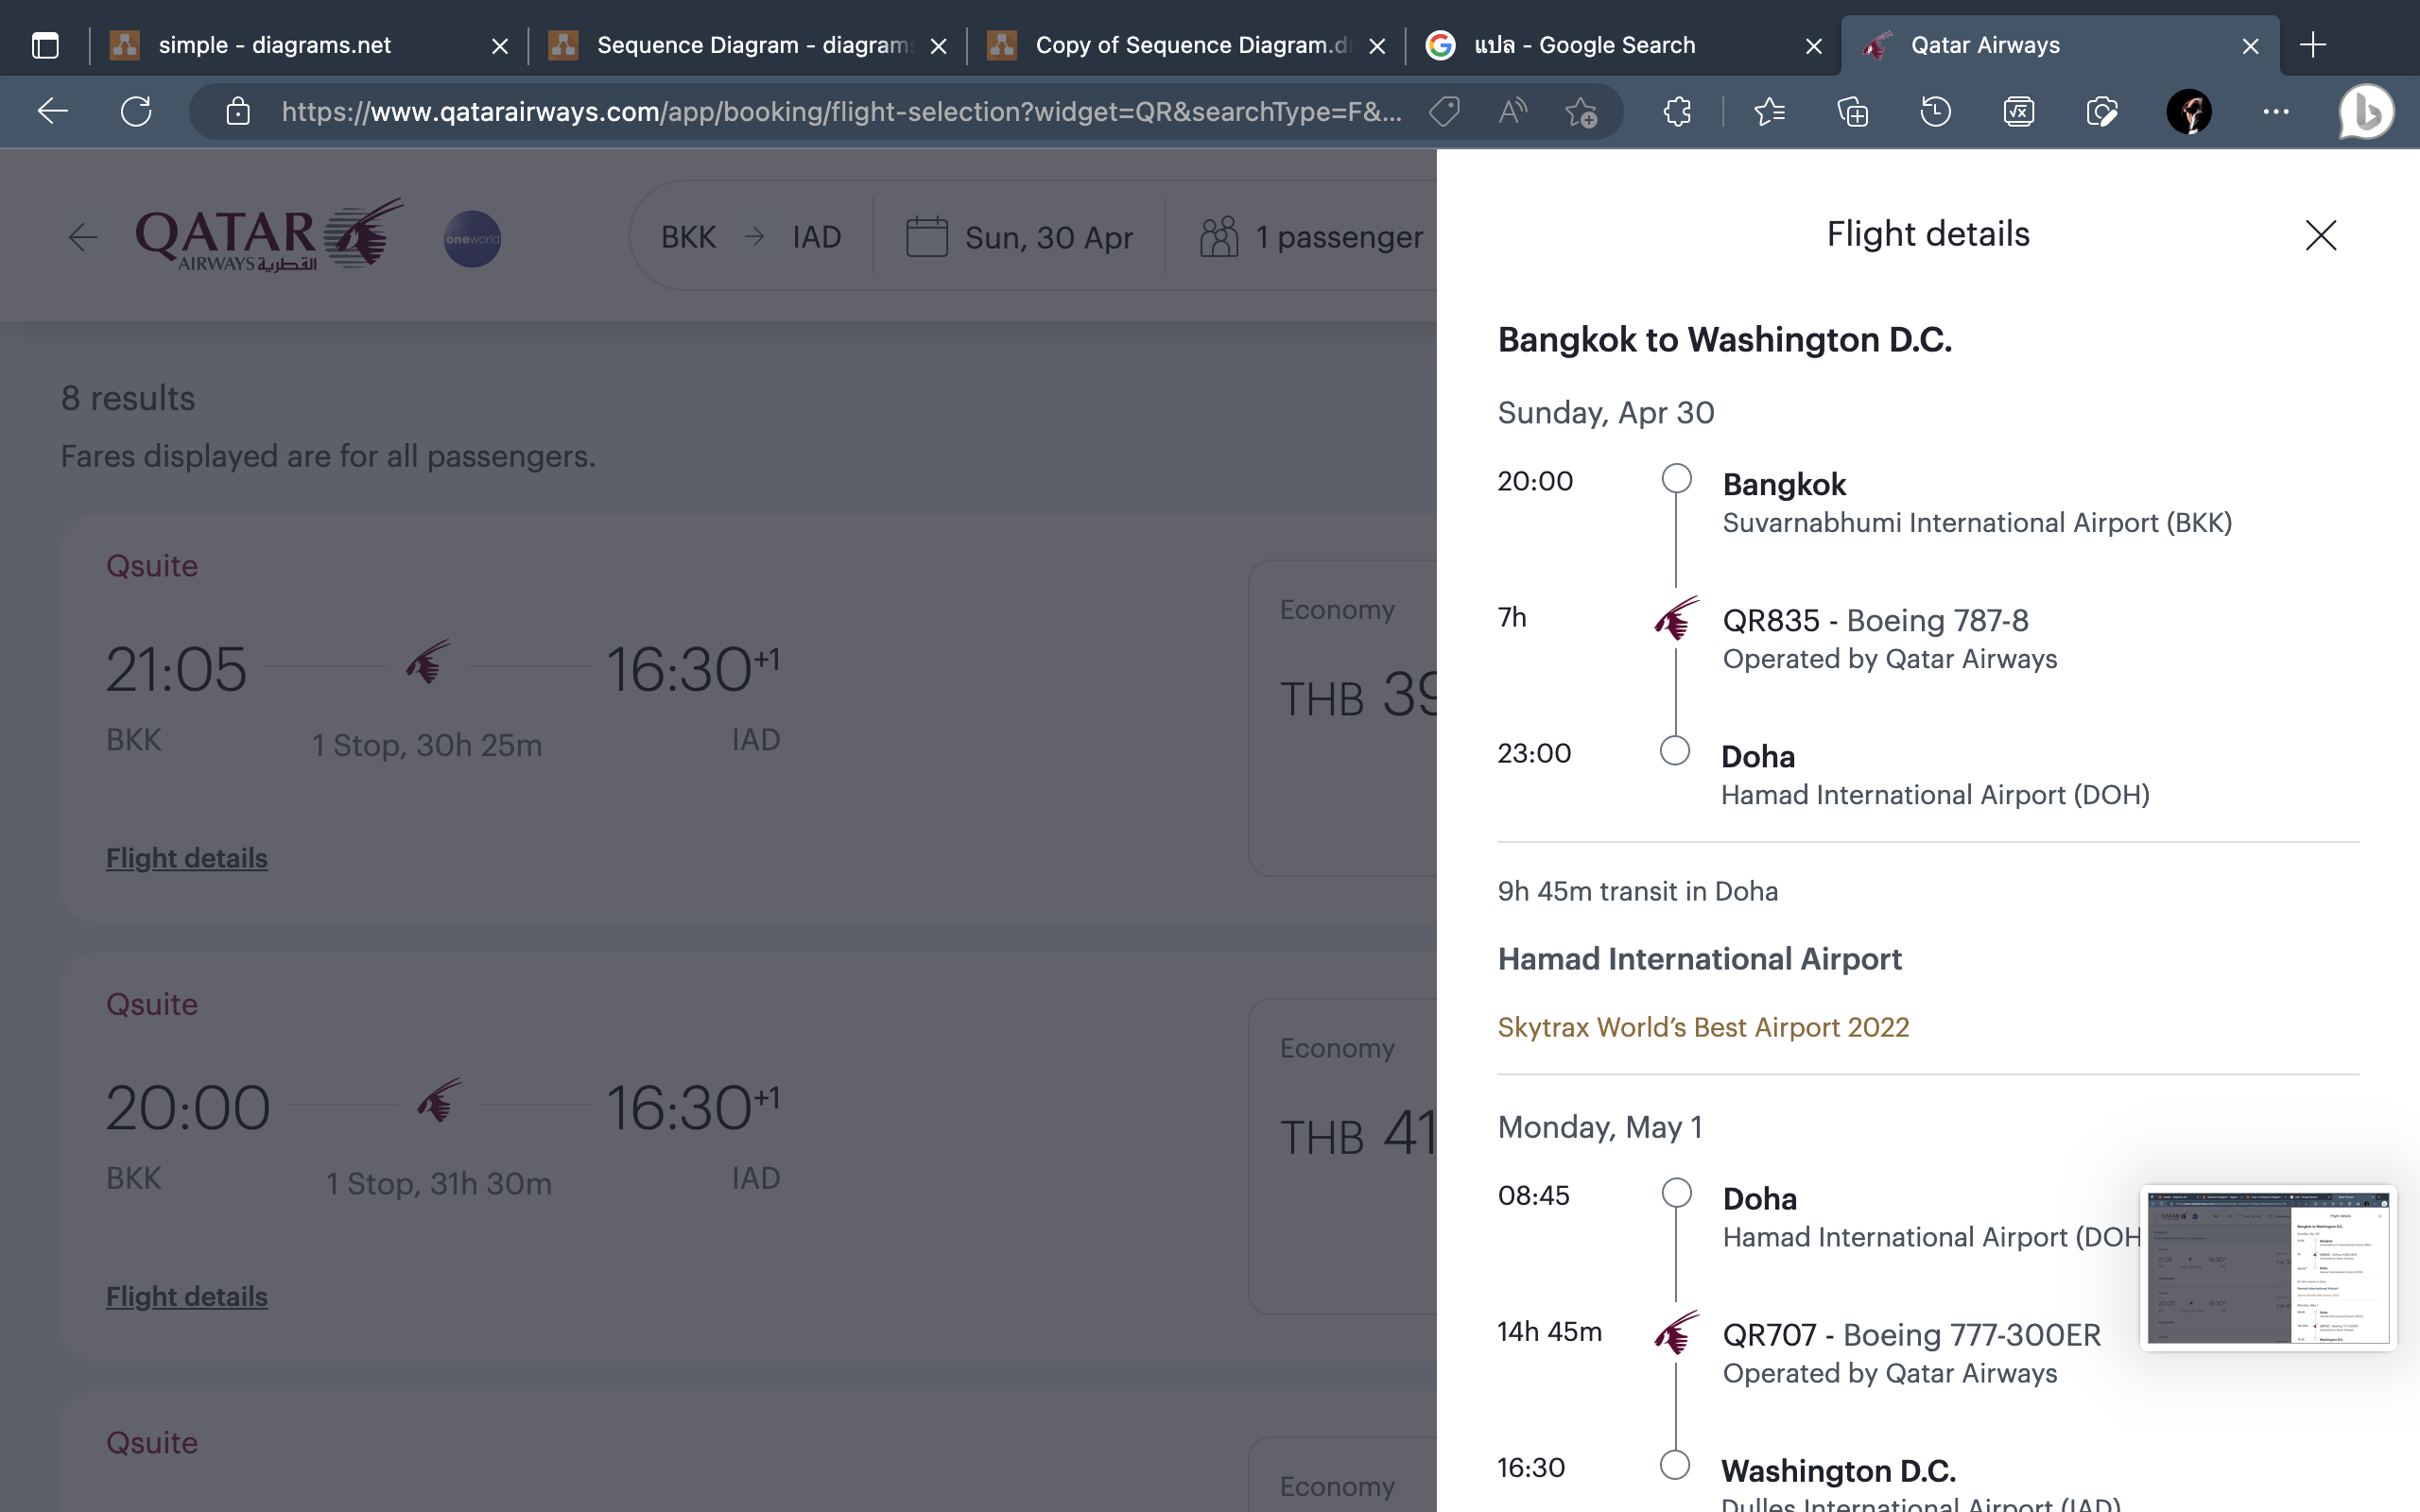 simple - diagrams.net
Sequence Diagram - diagrams
Copy of Sequence Diagram.d
แปล - Google Search
Qatar Airways
https://www.qatarairways.com/app/booking/flight-selection?widget=QR&searchType=F&...
QATAR
AIRWAYS القطرية
oneworld
BKK → IAD
Sun, 30 Apr
1 passenger
8 results
Fares displayed are for all passengers.
Qsuite
21:05
16:30+1
BKK
1 Stop, 30h 25m
IAD
Flight details
Economy
THB 39
Qsuite
20:00
16:30+1
BKK
1 Stop, 31h 30m
IAD
Flight details
Economy
THB 41
Qsuite
Economy
Flight details
Bangkok to Washington D.C.
Sunday, Apr 30
20:00
Bangkok
Suvarnabhumi International Airport (BKK)
7h
QR835 - Boeing 787-8
Operated by Qatar Airways
23:00
Doha
Hamad International Airport (DOH)
9h 45m transit in Doha
Hamad International Airport
Skytrax World’s Best Airport 2022
Monday, May 1
08:45
Doha
Hamad International Airport (DOH
14h 45m
QR707 - Boeing 777-300ER
Operated by Qatar Airways
16:30
Washington D.C.
Dulles International Airport (IAD)